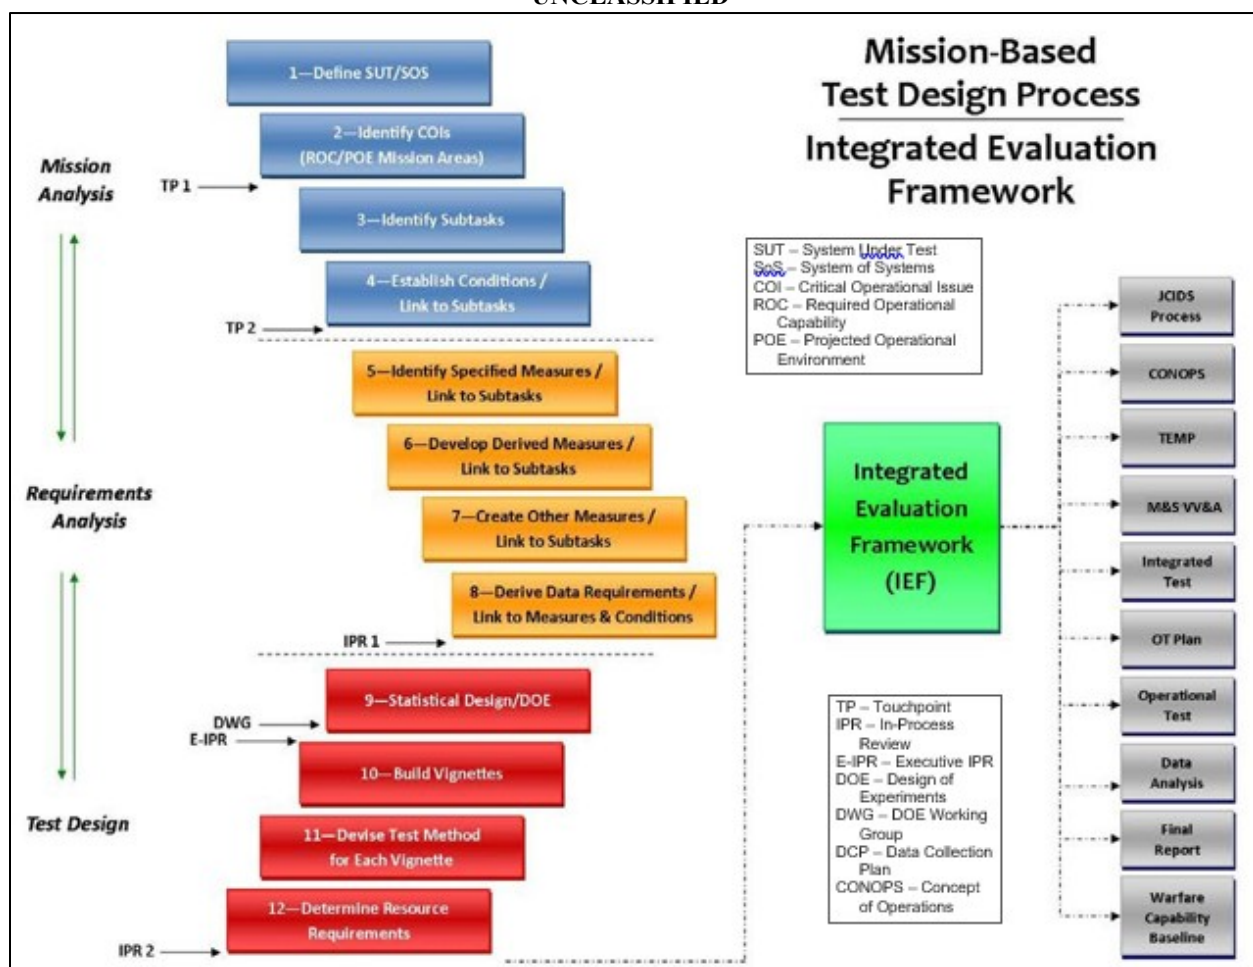 UNCLASSIFIED
Mission-Based
Test Design Process
Integrated Evaluation
Framework
1—Define SUT/SOS
2—Identify COIs
(ROC/POE Mission Areas)
Mission
Analysis
TP 1
3—Identify Subtasks
4—Establish Conditions /
Link to Subtasks
TP 2
5—Identify Specified Measures /
Link to Subtasks
6—Develop Derived Measures /
Link to Subtasks
Requirements
Analysis
7—Create Other Measures /
Link to Subtasks
8—Derive Data Requirements /
Link to Measures & Conditions
IPR 1
9—Statistical Design/DOE
DWG
E-IPR
10—Build Vignettes
Test Design
11—Devise Test Method
for Each Vignette
12—Determine Resource
Requirements
IPR 2
SUT – System Under Test
SoS – System of Systems
COI – Critical Operational Issue
ROC – Required Operational
Capability
POE – Projected Operational
Environment
Integrated
Evaluation
Framework
(IEF)
TP – Touchpoint
IPR – In-Process
Review
E-IPR – Executive IPR
DOE – Design of
Experiments
DWG – DOE Working
Group
DCP – Data Collection
Plan
CONOPS – Concept
of Operations
JCIDS
Process
CONOPS
TEMP
M&S VV&A
Integrated
Test
OT Plan
Operational
Test
Data
Analysis
Final
Report
Warfare
Capability
Baseline